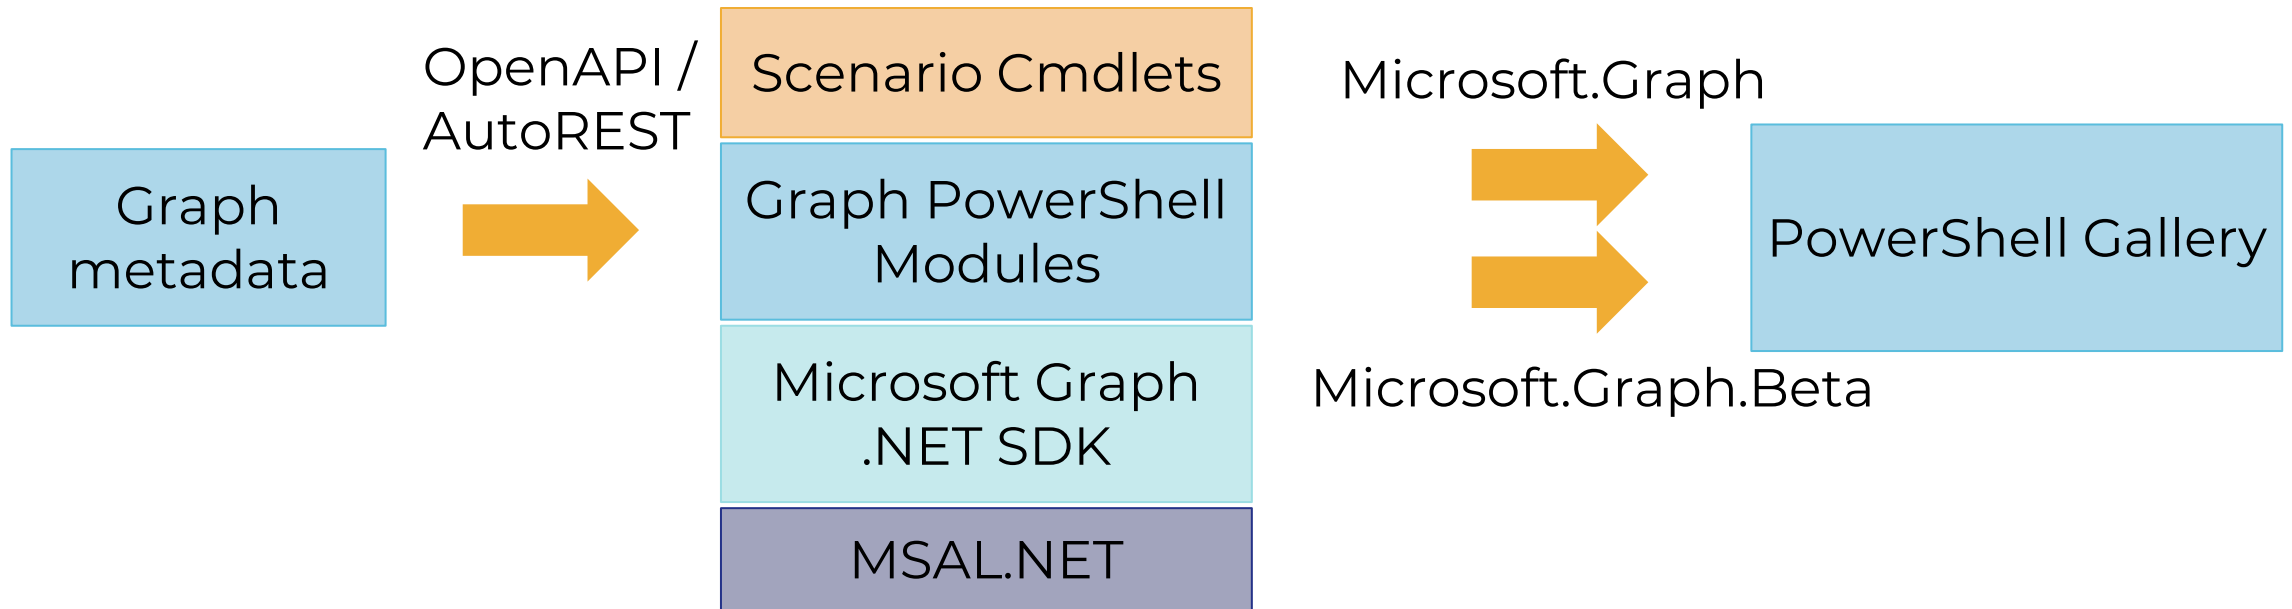 Graph
metadata
OpenAPI /
AutoREST
Scenario Cmdlets
Graph PowerShell
Modules
Microsoft Graph
.NET SDK
MSAL.NET
Microsoft.Graph
Microsoft.Graph.Beta
PowerShell Gallery